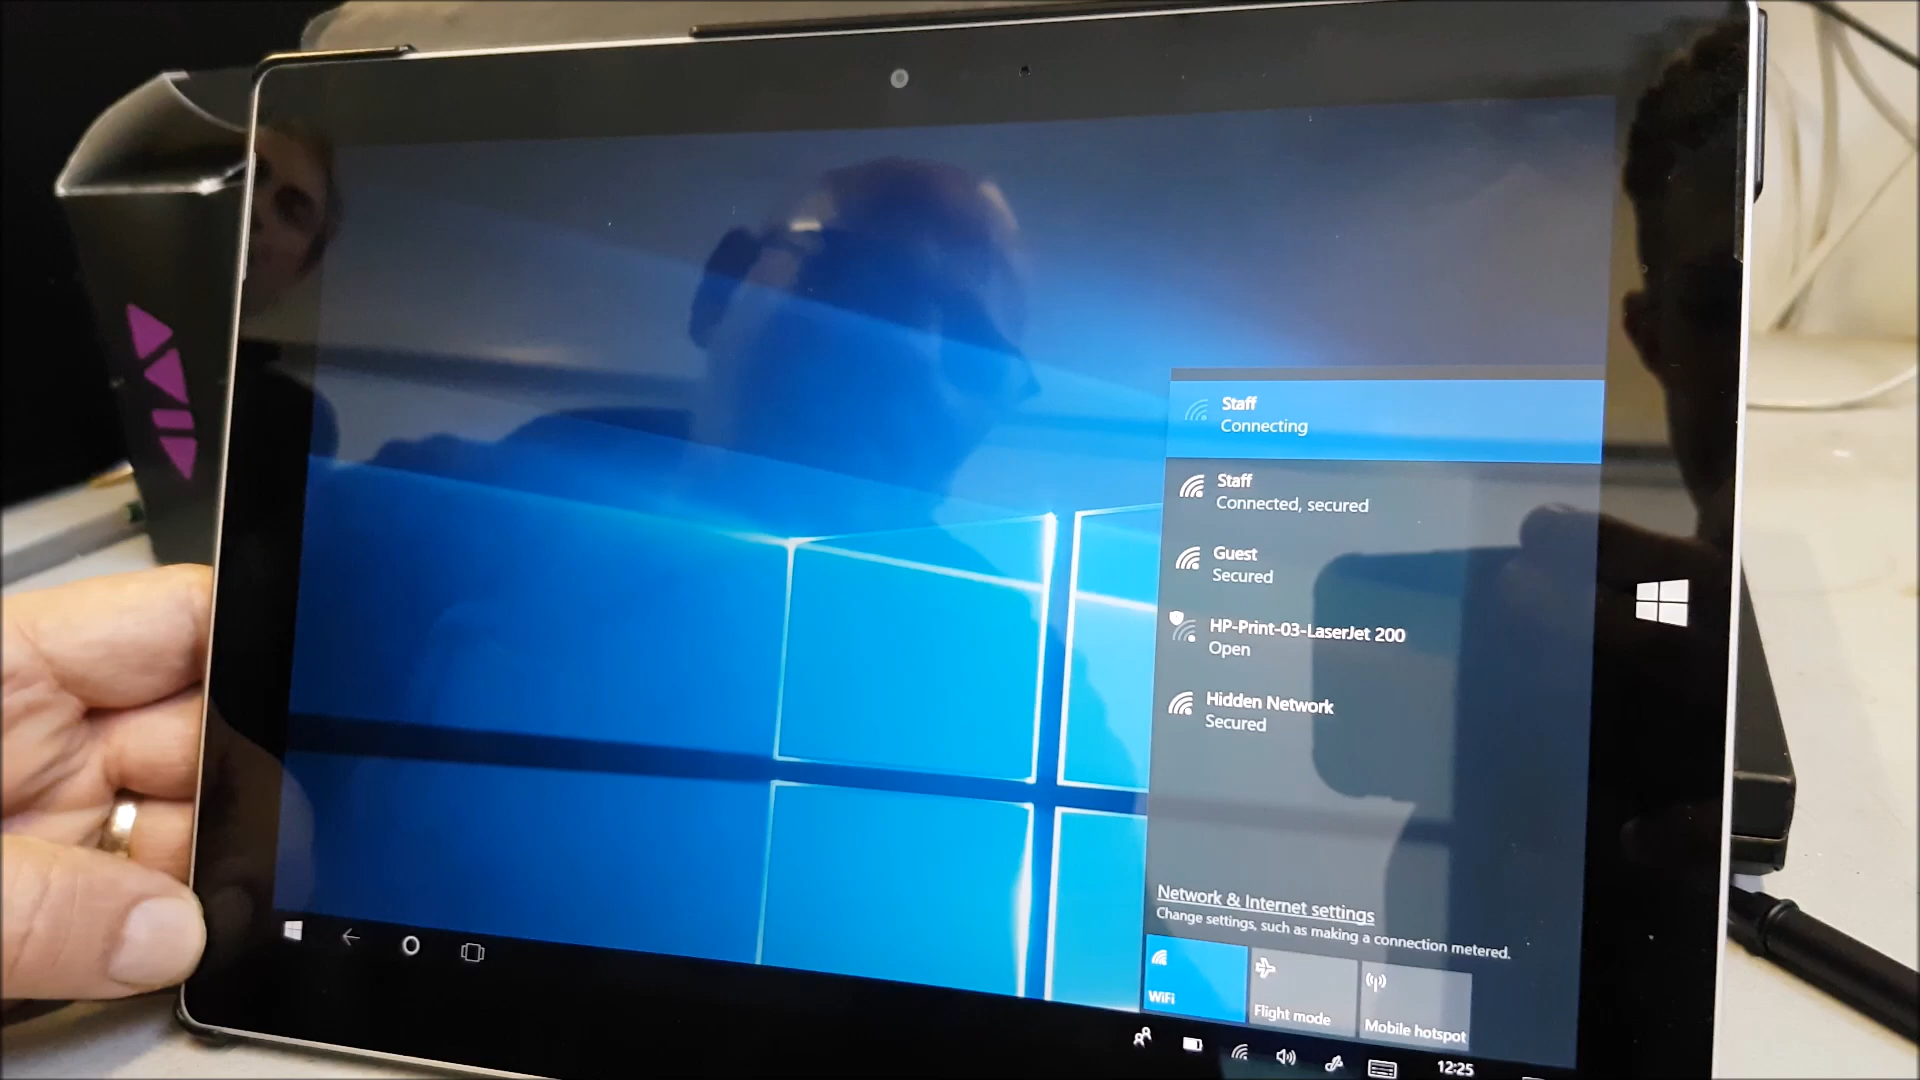 Staff
Connecting
Staff
Connected, secured
Guest
Secured
HP-Print-03-LaserJet 200
Open
Hidden Network
Secured
Network & Internet settings
Change settings, such as making a connection metered.
WiFi
Flight mode
Mobile hotspot
12:25